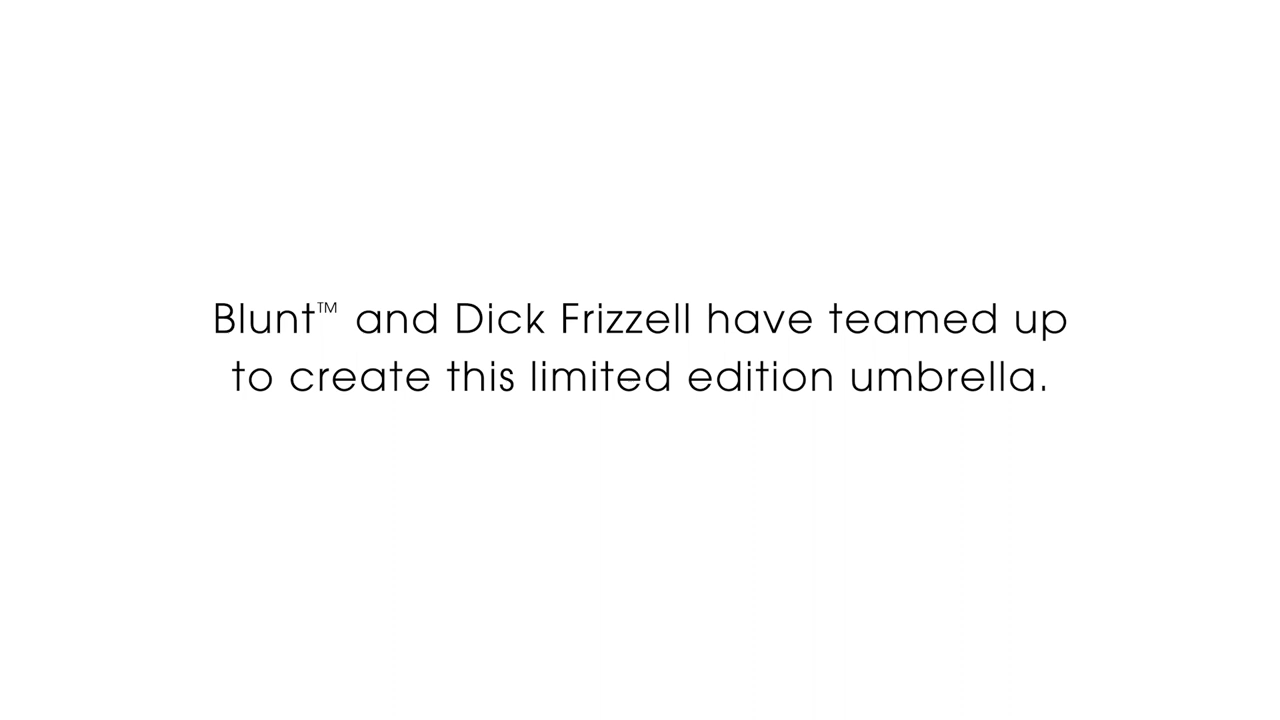 Blunt™ and Dick Frizzell have teamed up
to create this limited edition umbrella.